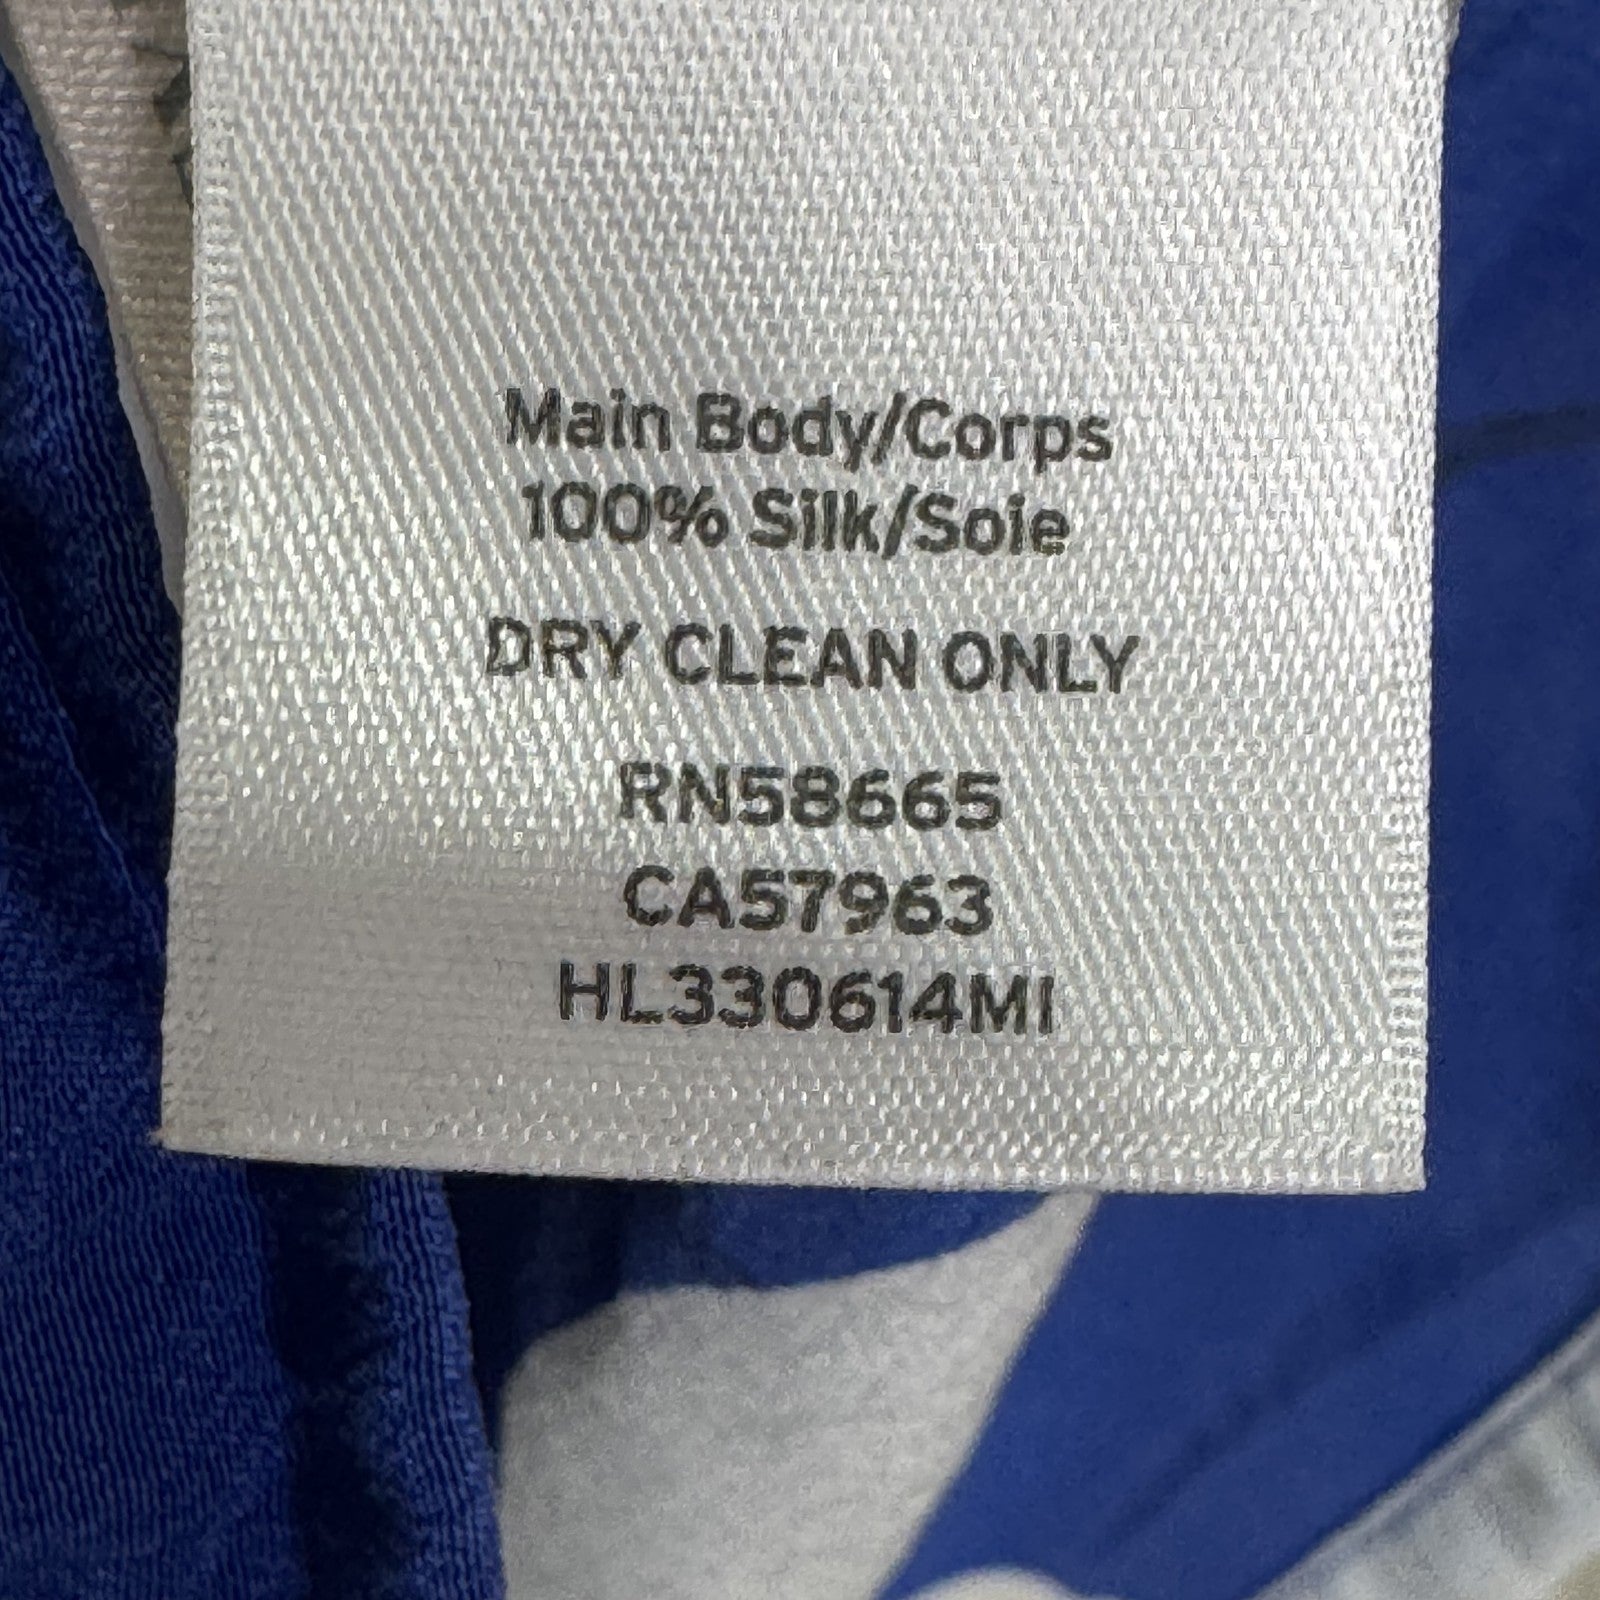 Main Body/Corps
100% Silk/Soie
DRY CLEAN ONLY
RN58665
CA57963
HL330614MI